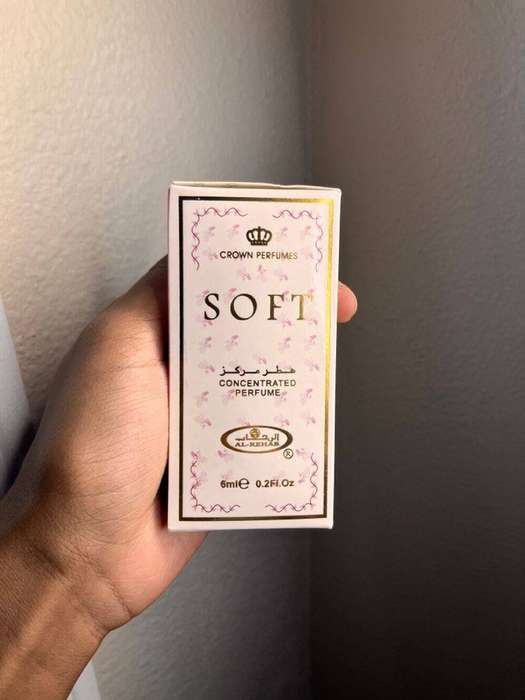 CROWN PERFUMES
SOFT
عطر مركز
CONCENTRATED
PERFUME
الرحاب
AL-REHAB
®
6ml℮ 0.2Fl.Oz